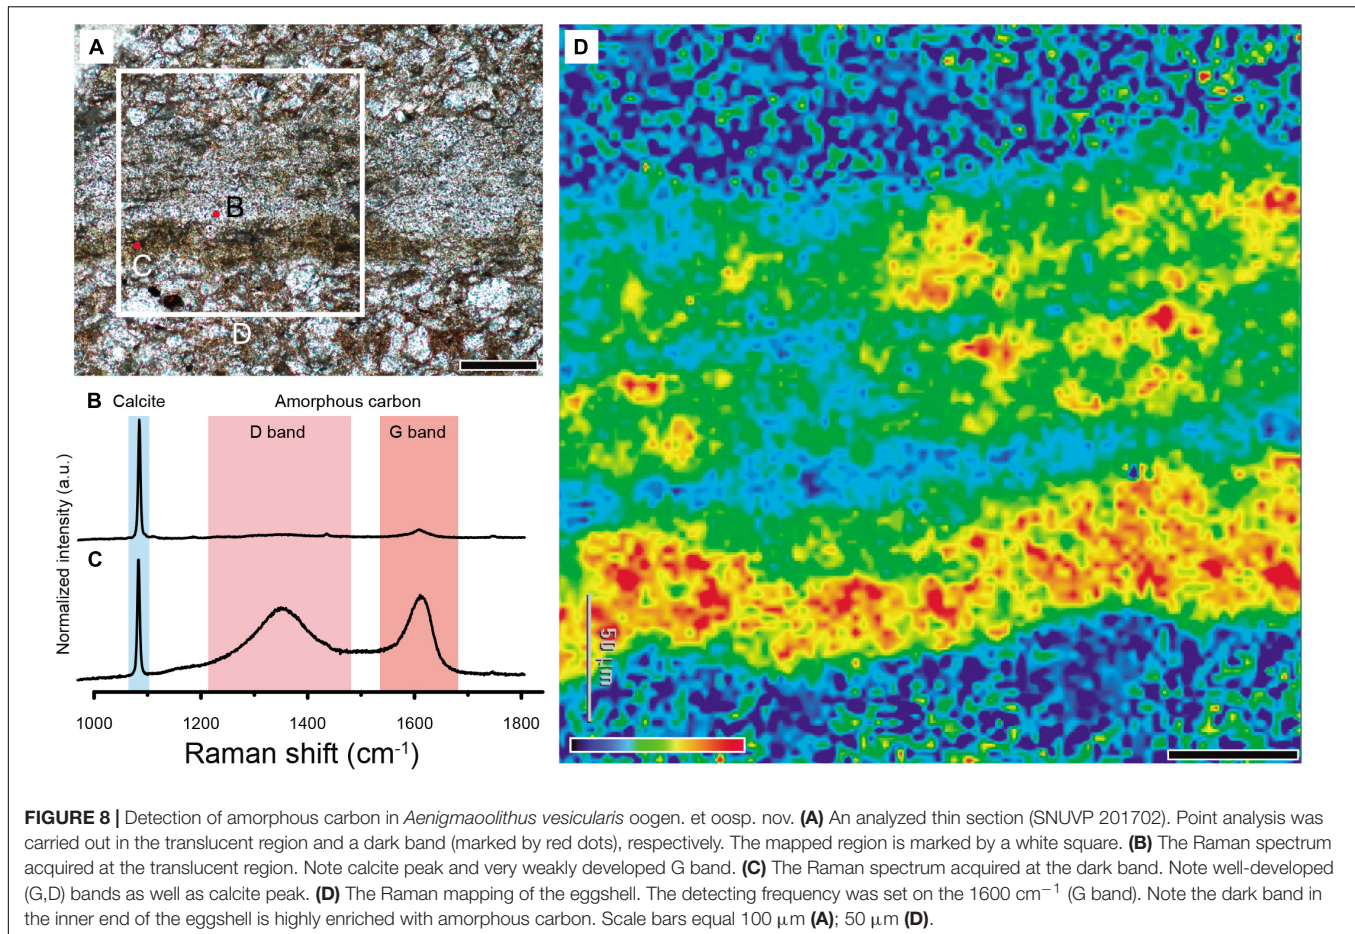 A
B
C
D
D
50 μm
B
Calcite
Amorphous carbon
D band
G band
C
Normalized intensity (a.u.)
1000 1200 1400 1600 1800
Raman shift (cm⁻¹)
FIGURE 8 | Detection of amorphous carbon in Aenigmaoolithus vesicularis oogen. et oosp. nov. (A) An analyzed thin section (SNUVP 201702). Point analysis was
carried out in the translucent region and a dark band (marked by red dots), respectively. The mapped region is marked by a white square. (B) The Raman spectrum
acquired at the translucent region. Note calcite peak and very weakly developed G band. (C) The Raman spectrum acquired at the dark band. Note well-developed
(G,D) bands as well as calcite peak. (D) The Raman mapping of the eggshell. The detecting frequency was set on the 1600 cm⁻¹ (G band). Note the dark band in
the inner end of the eggshell is highly enriched with amorphous carbon. Scale bars equal 100 μm (A); 50 μm (D).